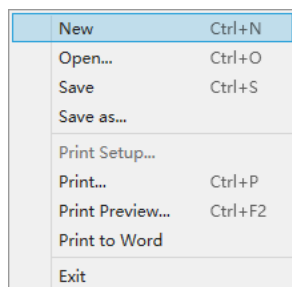 New Ctrl+N
Open... Ctrl+O
Save Ctrl+S
Save as...
Print Setup...
Print... Ctrl+P
Print Preview... Ctrl+F2
Print to Word
Exit